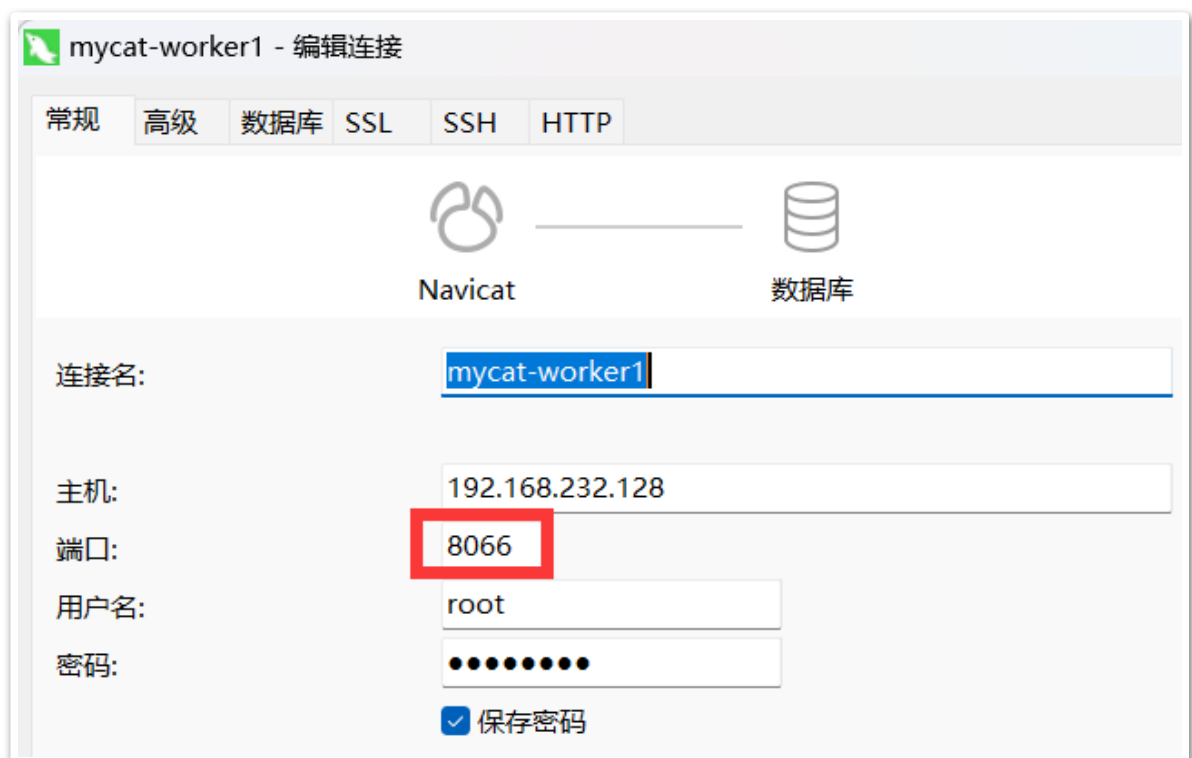 mycat-worker1 - 编辑连接
常规 高级 数据库 SSL SSH HTTP
Navicat 数据库
连接名: mycat-worker1
主机: 192.168.232.128
端口: 8066
用户名: root
密码: ●●●●●●●●
保存密码